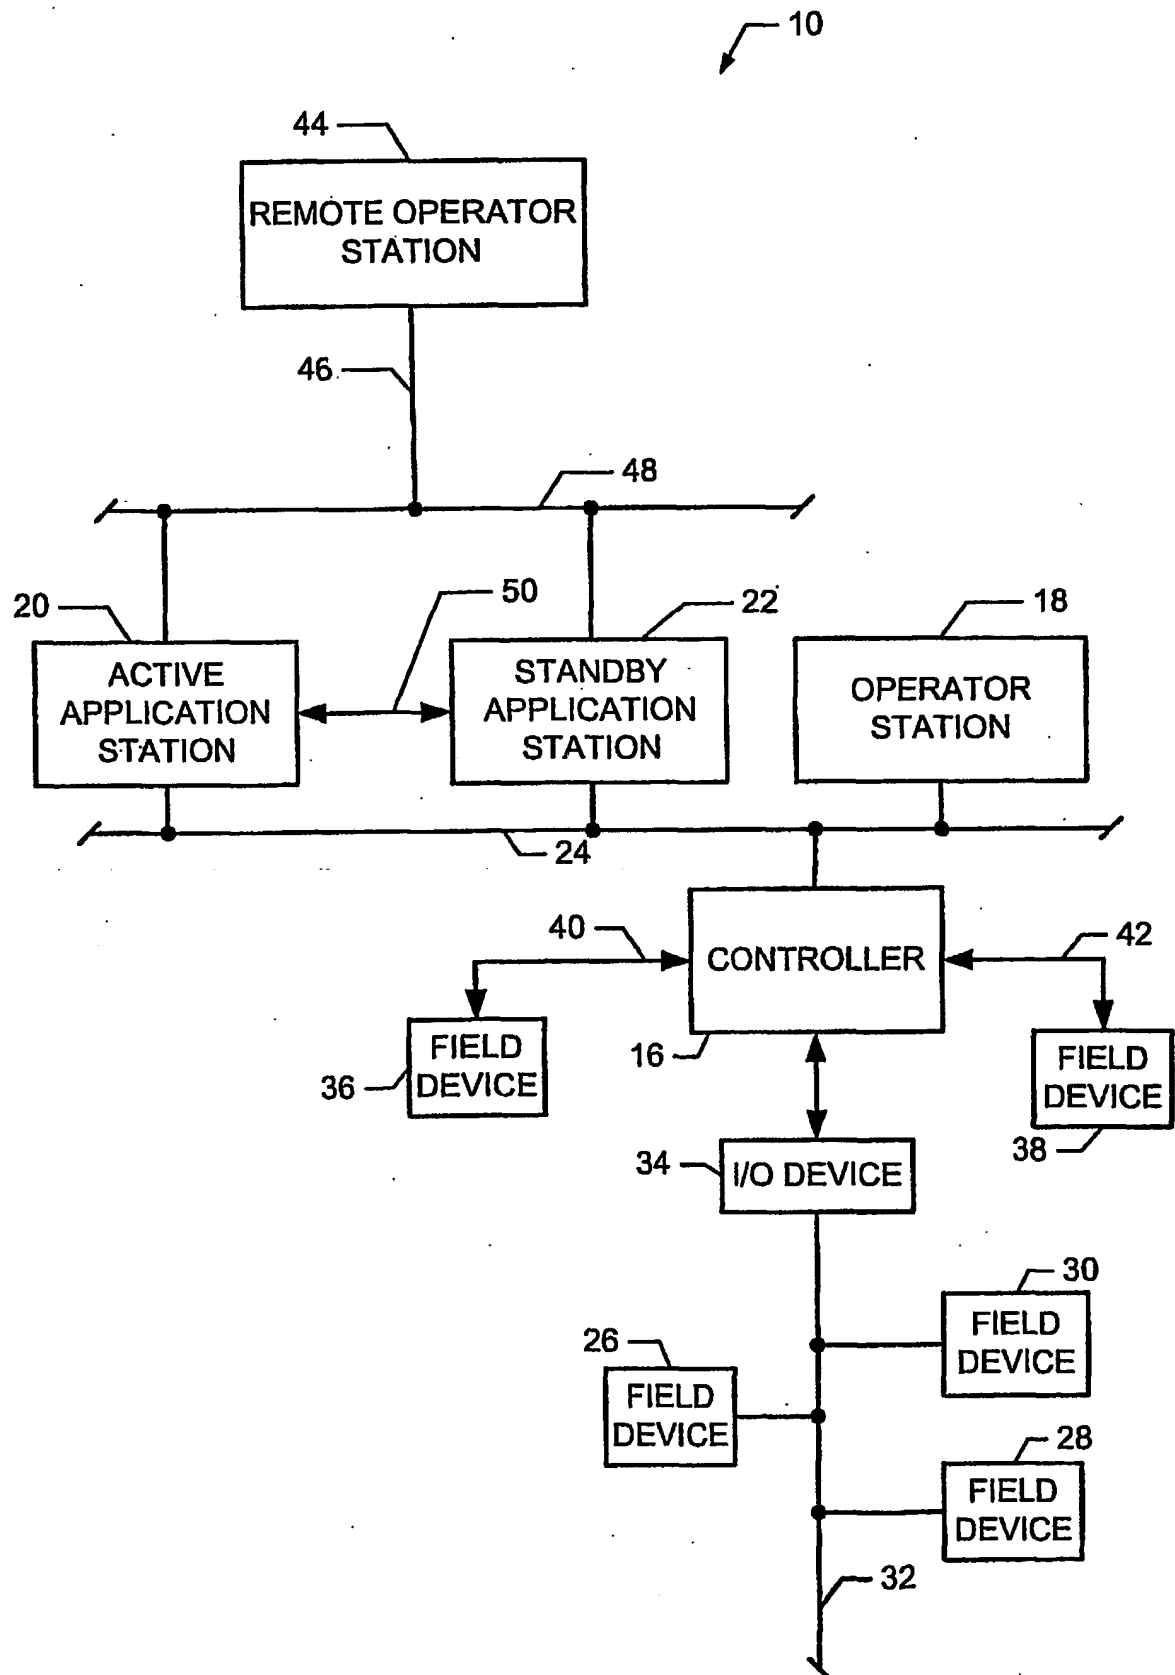 10
44
REMOTE OPERATOR
STATION
46
48
20
50
22
18
ACTIVE
APPLICATION
STATION
STANDBY
APPLICATION
STATION
OPERATOR
STATION
24
40
CONTROLLER
42
36
FIELD
DEVICE
16
FIELD
DEVICE
38
34
I/O DEVICE
30
FIELD
DEVICE
26
FIELD
DEVICE
28
FIELD
DEVICE
32